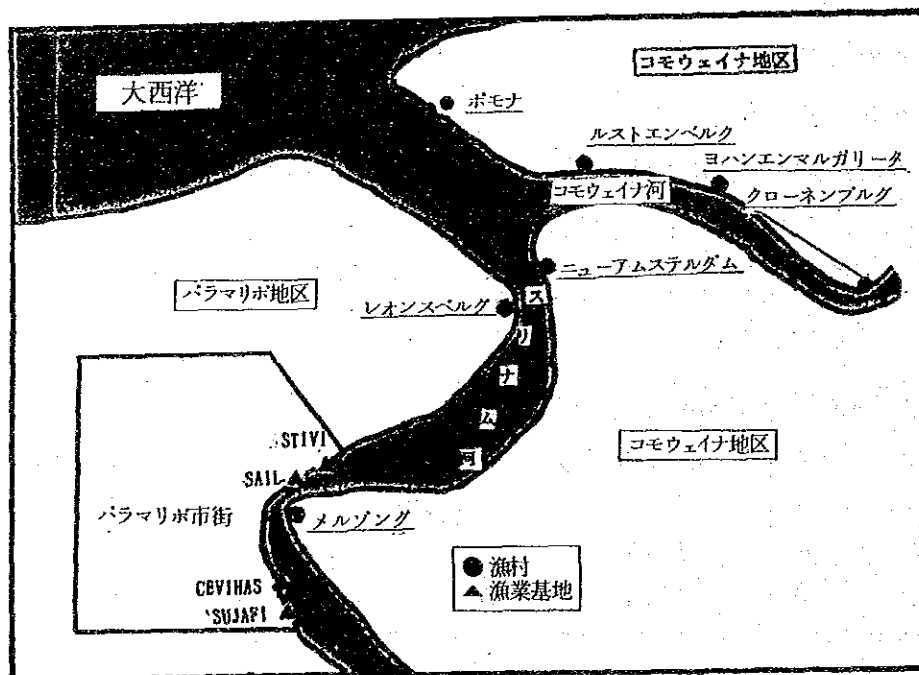 大西洋
コモウェイナ地区
ポモナ
ルストエンベルク
ヨハンエンマルガリータ
クローネンブルグ
コモウェイナ河
ニューアムステルダム
パラマリボ地区
レオンスベルグ
スリナム河
コモウェイナ地区
STIVI
SAIL
パラマリボ市街
メルゾング
● 漁村
▲ 漁業基地
CEVIHAS
SUJAFI